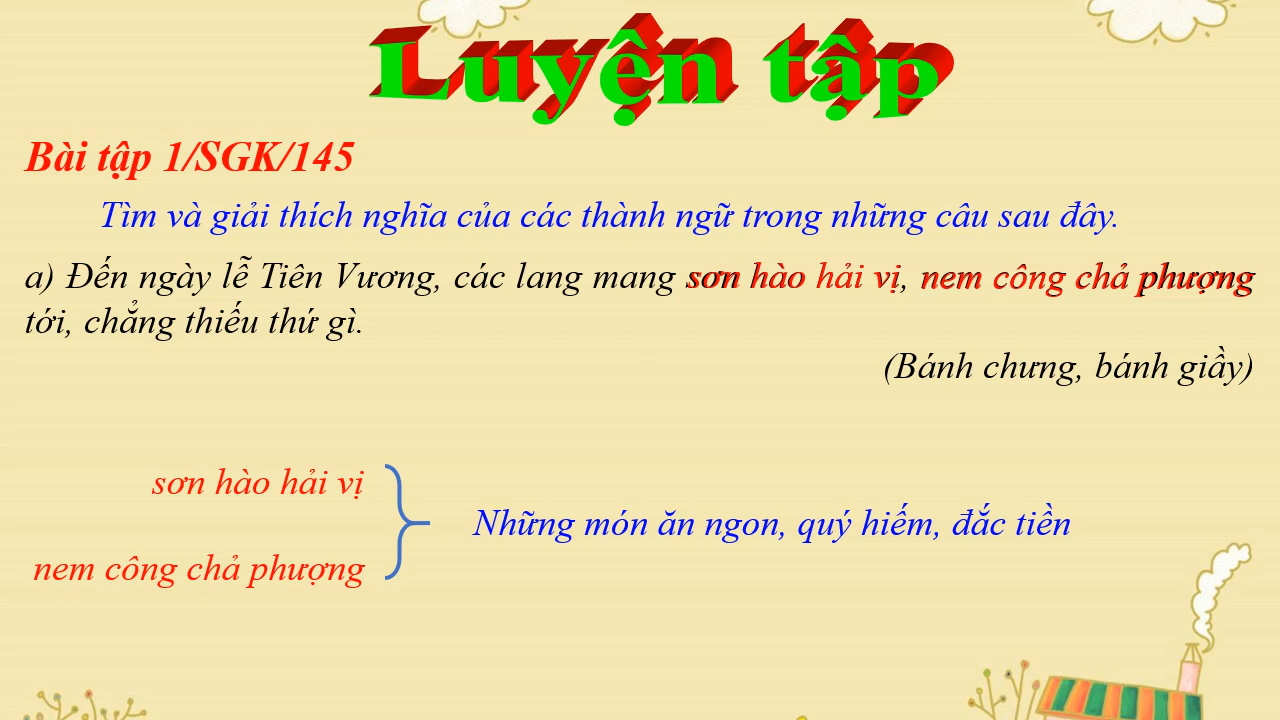 Luyện tập
Bài tập 1/SGK/145
Tìm và giải thích nghĩa của các thành ngữ trong những câu sau đây.
a) Đến ngày lễ Tiên Vương, các lang mang sơn hào hải vị, nem công chả phượng
tới, chẳng thiếu thứ gì.
(Bánh chưng, bánh giầy)
sơn hào hải vị
Những món ăn ngon, quý hiếm, đắc tiền
nem công chả phượng